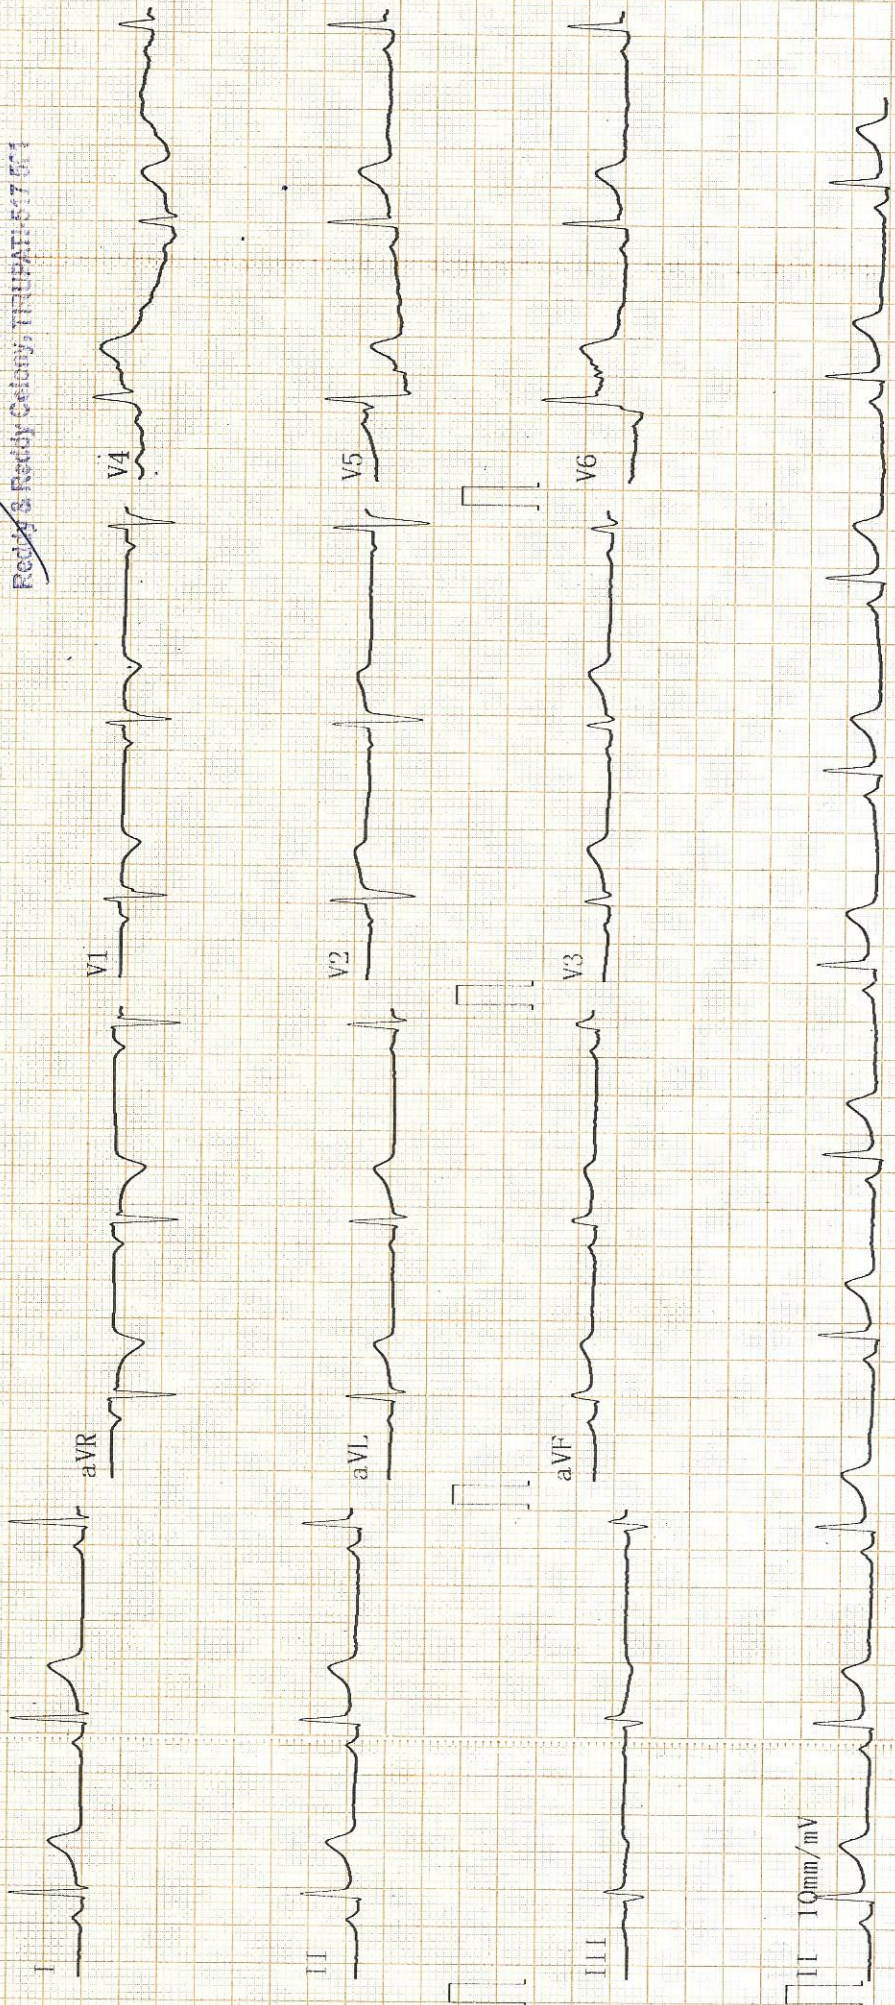 Reddy & Reddy Colony, TIRUPATI-517 501
I
aVR
V1
V4
II
aVL
V2
V5
III
aVF
V3
V6
II 10mm/mV